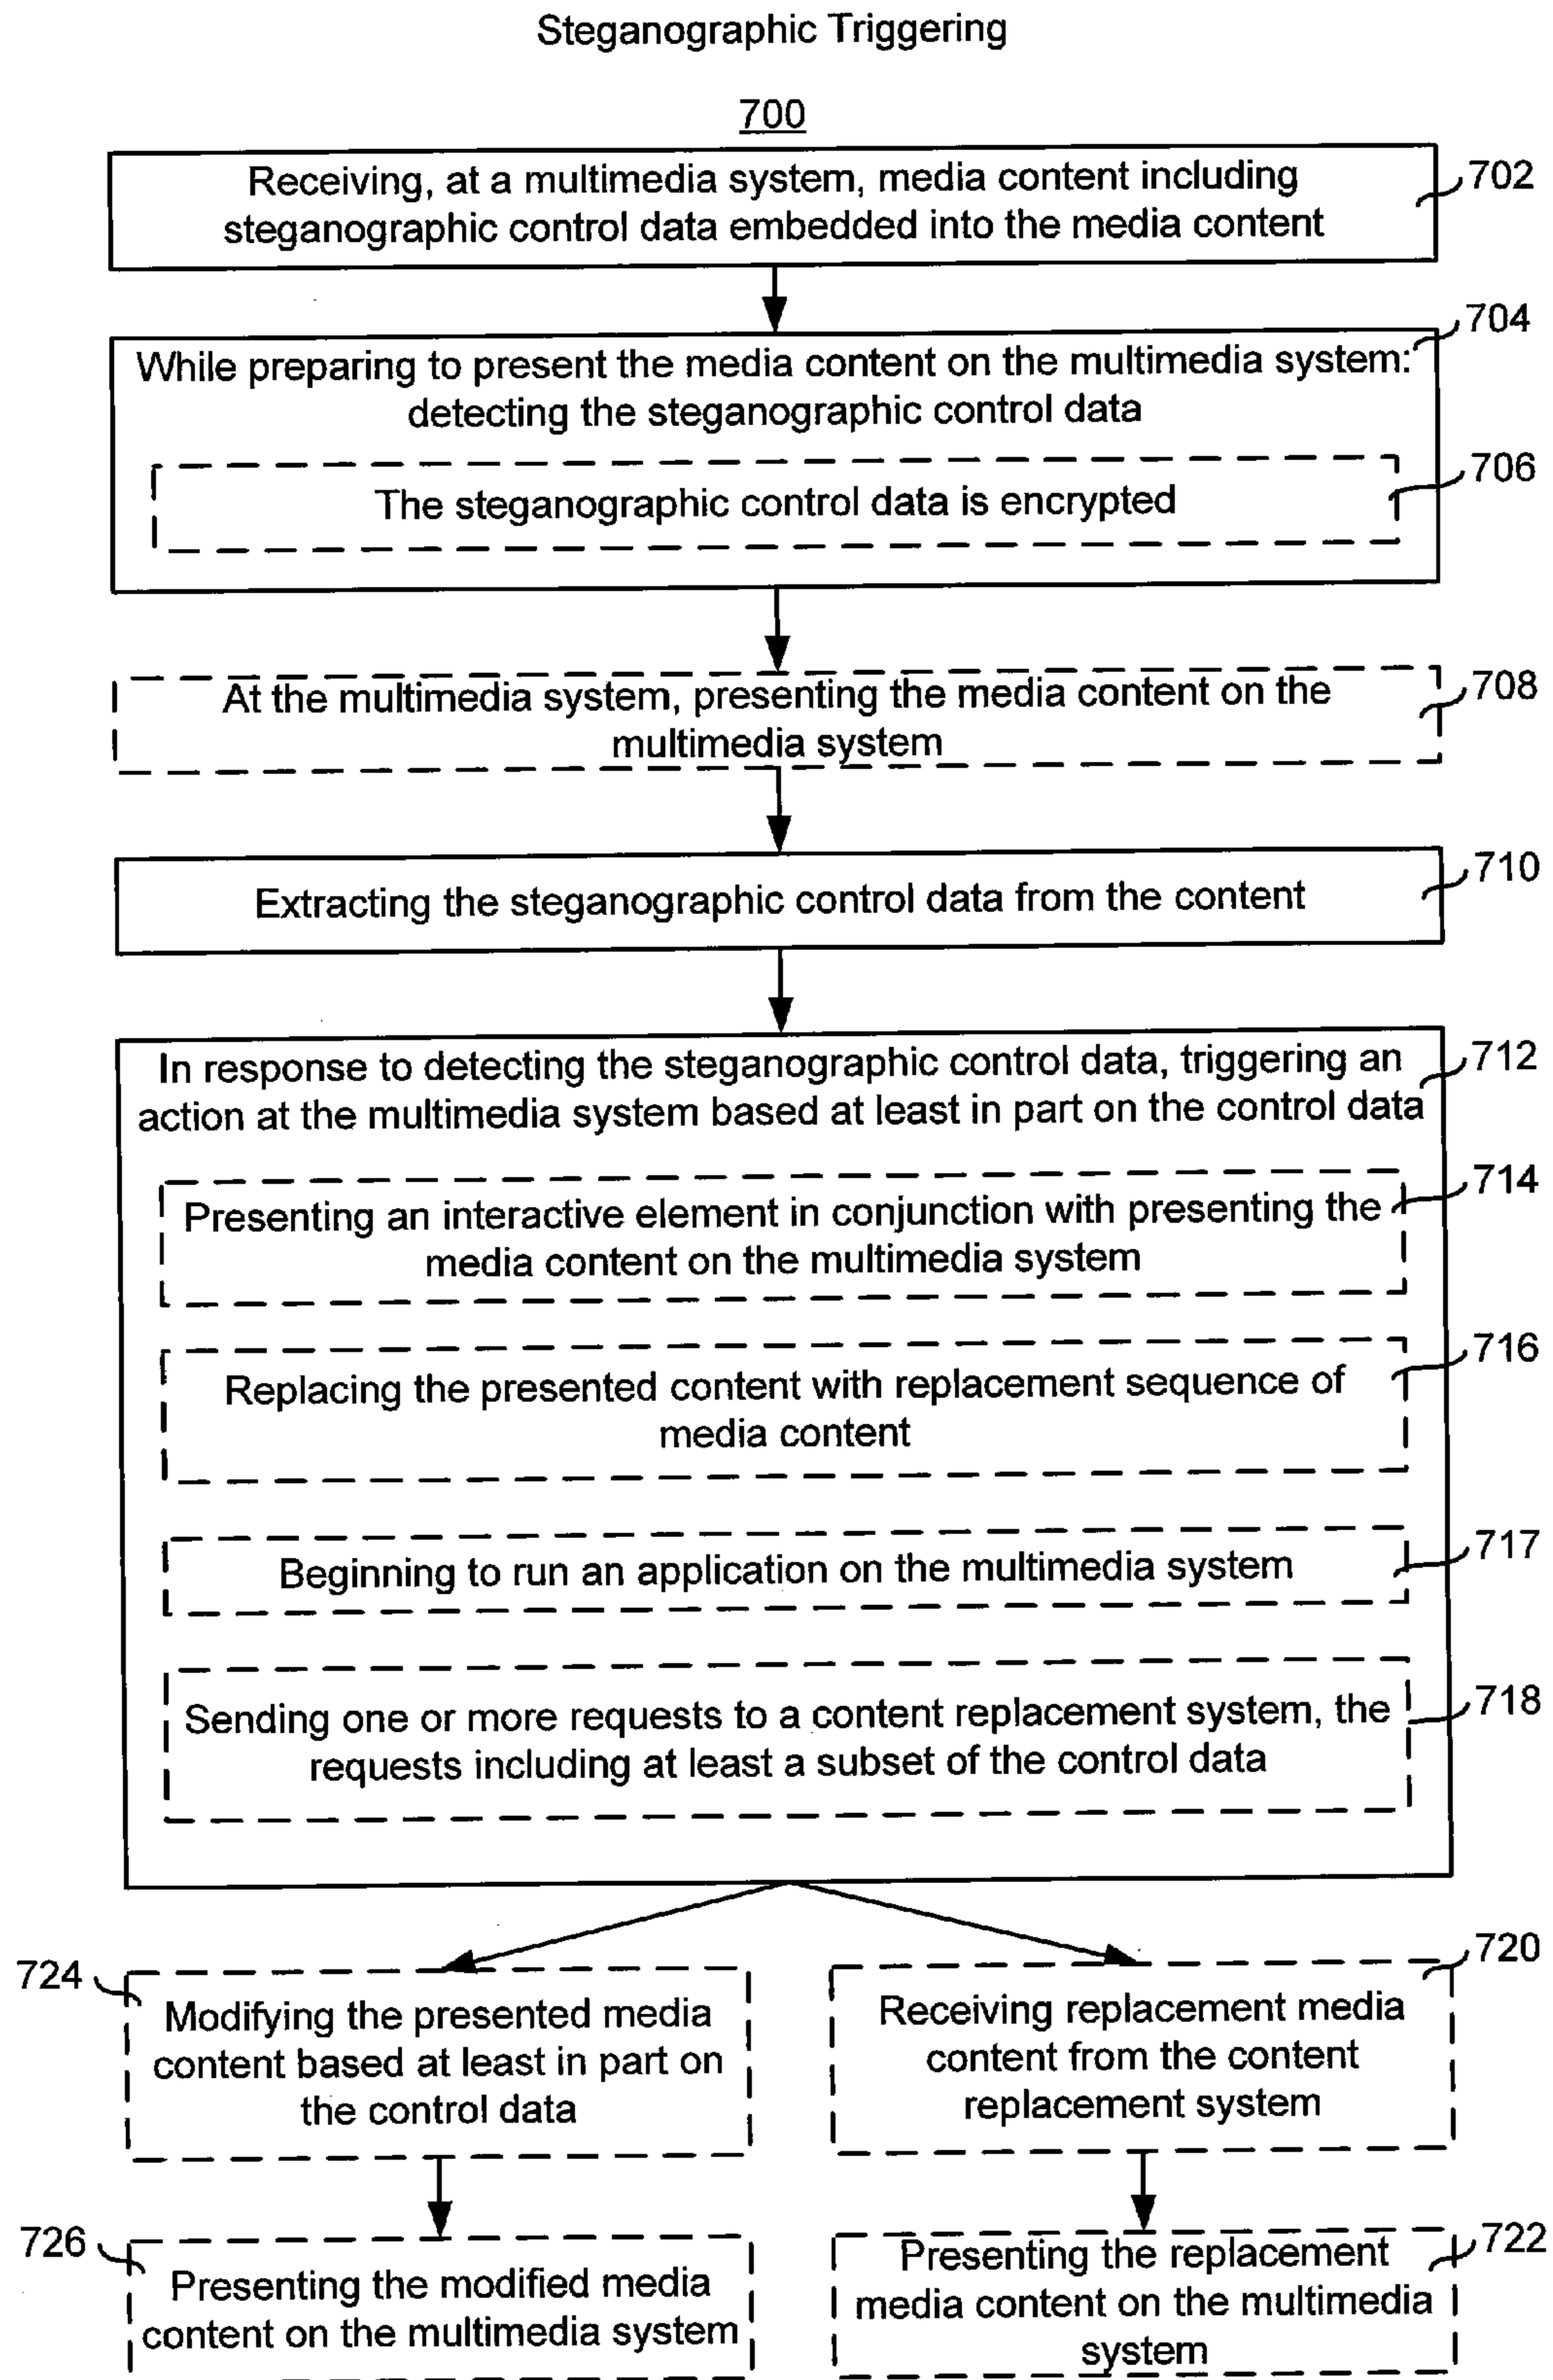 Steganographic Triggering
700
Receiving, at a multimedia system, media content including
steganographic control data embedded into the media content
702
704
While preparing to present the media content on the multimedia system:
detecting the steganographic control data
The steganographic control data is encrypted
706
At the multimedia system, presenting the media content on the
multimedia system
708
Extracting the steganographic control data from the content
710
In response to detecting the steganographic control data, triggering an
action at the multimedia system based at least in part on the control data
712
Presenting an interactive element in conjunction with presenting the
media content on the multimedia system
714
Replacing the presented content with replacement sequence of
media content
716
Beginning to run an application on the multimedia system
717
Sending one or more requests to a content replacement system, the
requests including at least a subset of the control data
718
724
Modifying the presented media
content based at least in part on
the control data
720
Receiving replacement media
content from the content
replacement system
726
Presenting the modified media
content on the multimedia system
722
Presenting the replacement
media content on the multimedia
system